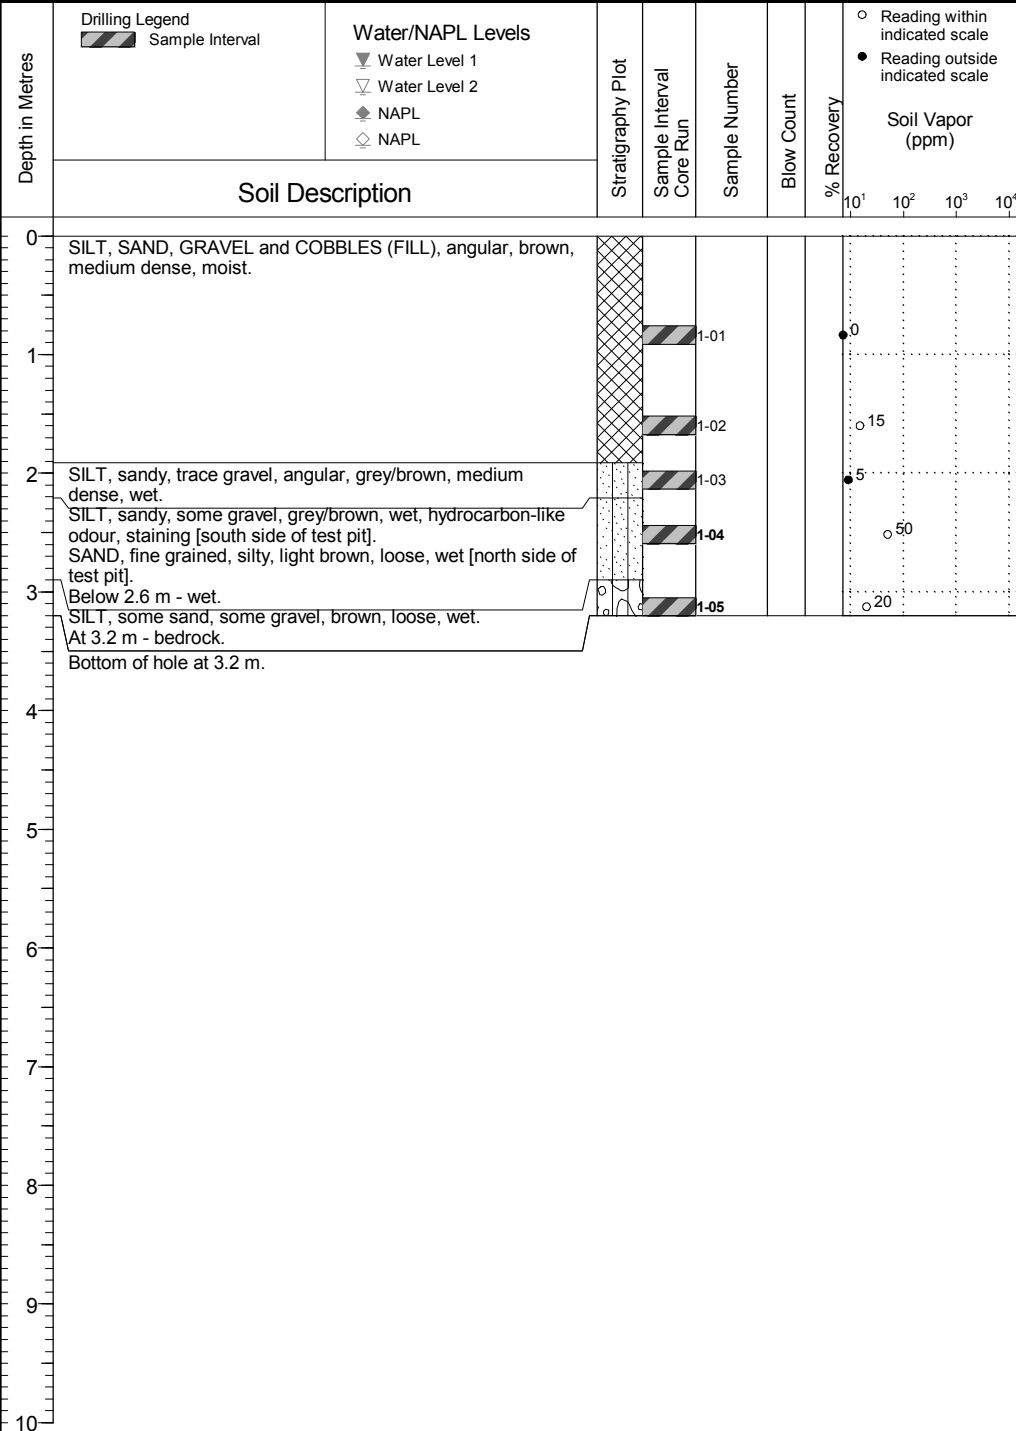 Depth in Metres
Drilling Legend
Sample Interval
Water/NAPL Levels
Water Level 1
Water Level 2
NAPL
NAPL
Soil Description
Stratigraphy Plot
Sample Interval
Core Run
Sample Number
Blow Count
% Recovery
Reading within
indicated scale
Reading outside
indicated scale
Soil Vapor
(ppm)
10¹ 10² 10³ 10⁴
0
SILT, SAND, GRAVEL and COBBLES (FILL), angular, brown,
medium dense, moist.
1-01
0
1
1-02
15
2
SILT, sandy, trace gravel, angular, grey/brown, medium
dense, wet.
1-03
5
SILT, sandy, some gravel, grey/brown, wet, hydrocarbon-like
odour, staining [south side of test pit].
1-04
50
SAND, fine grained, silty, light brown, loose, wet [north side of
test pit].
3
Below 2.6 m - wet.
1-05
20
SILT, some sand, some gravel, brown, loose, wet.
At 3.2 m - bedrock.
Bottom of hole at 3.2 m.
4
5
6
7
8
9
10